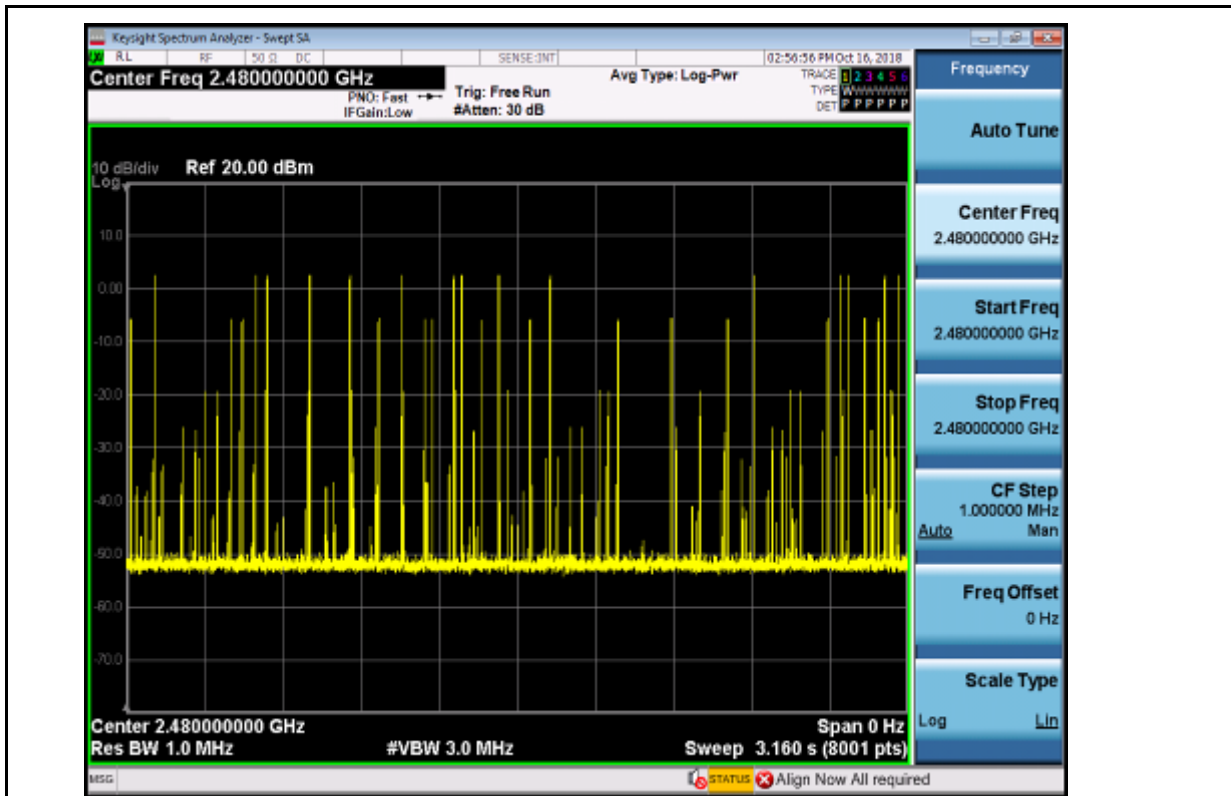 Keysight Spectrum Analyzer - Swept SA
RL RF 50 Ω DC SENSE:INT 02:56:56 PM Oct 16, 2018
Center Freq 2.480000000 GHz
Avg Type: Log-Pwr
TRACE 1 2 3 4 5 6
PNO: Fast Trig: Free Run
TYPE WWWWWW
IFGain:Low #Atten: 30 dB
DET P P P P P P
10 dB/div Ref 20.00 dBm
Log
10.0
0.00
-10.0
-20.0
-30.0
-40.0
-50.0
-60.0
-70.0
Center 2.480000000 GHz Span 0 Hz
Res BW 1.0 MHz #VBW 3.0 MHz Sweep 3.160 s (8001 pts)
MSG STATUS Align Now All required
Frequency
Auto Tune
Center Freq
2.480000000 GHz
Start Freq
2.480000000 GHz
Stop Freq
2.480000000 GHz
CF Step
1.000000 MHz
Auto Man
Freq Offset
0 Hz
Scale Type
Log Lin